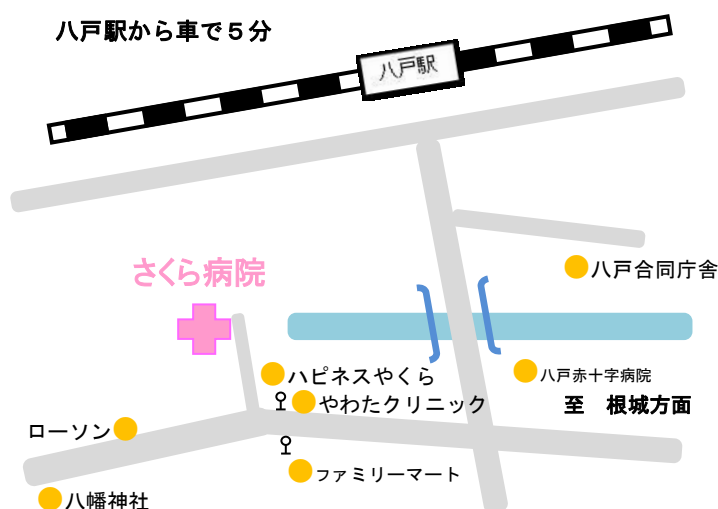 八戸駅から車で５分
八戸駅
八戸合同庁舎
さくら病院
ハピネスやくら
八戸赤十字病院
やわたクリニック
至　根城方面
ローソン
ファミリーマート
八幡神社